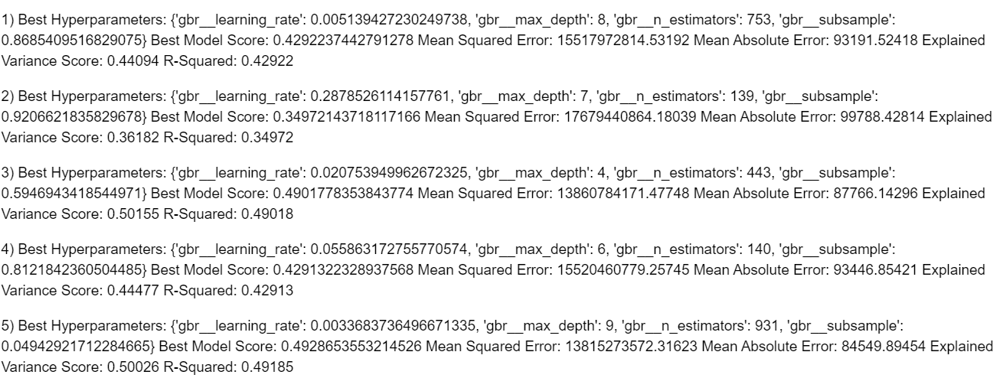 1) Best Hyperparameters: {'gbr__learning_rate': 0.005139427230249738, 'gbr__max_depth': 8, 'gbr__n_estimators': 753, 'gbr__subsample':
0.8685409516829075} Best Model Score: 0.4292237442791278 Mean Squared Error: 15517972814.53192 Mean Absolute Error: 93191.52418 Explained
Variance Score: 0.44094 R-Squared: 0.42922
2) Best Hyperparameters: {'gbr__learning_rate': 0.2878526114157761, 'gbr__max_depth': 7, 'gbr__n_estimators': 139, 'gbr__subsample':
0.9206621835829678} Best Model Score: 0.34972143718117166 Mean Squared Error: 17679440864.18039 Mean Absolute Error: 99788.42814 Explained
Variance Score: 0.36182 R-Squared: 0.34972
3) Best Hyperparameters: {'gbr__learning_rate': 0.020753949962672325, 'gbr__max_depth': 4, 'gbr__n_estimators': 443, 'gbr__subsample':
0.5946943418544971} Best Model Score: 0.4901778353843774 Mean Squared Error: 13860784171.47748 Mean Absolute Error: 87766.14296 Explained
Variance Score: 0.50155 R-Squared: 0.49018
4) Best Hyperparameters: {'gbr__learning_rate': 0.055863172755770574, 'gbr__max_depth': 6, 'gbr__n_estimators': 140, 'gbr__subsample':
0.8121842360504485} Best Model Score: 0.4291322328937568 Mean Squared Error: 15520460779.25745 Mean Absolute Error: 93446.85421 Explained
Variance Score: 0.44477 R-Squared: 0.42913
5) Best Hyperparameters: {'gbr__learning_rate': 0.0033683736496671335, 'gbr__max_depth': 9, 'gbr__n_estimators': 931, 'gbr__subsample':
0.04942921712284665} Best Model Score: 0.4928653553214526 Mean Squared Error: 13815273572.31623 Mean Absolute Error: 84549.89454 Explained
Variance Score: 0.50026 R-Squared: 0.49185